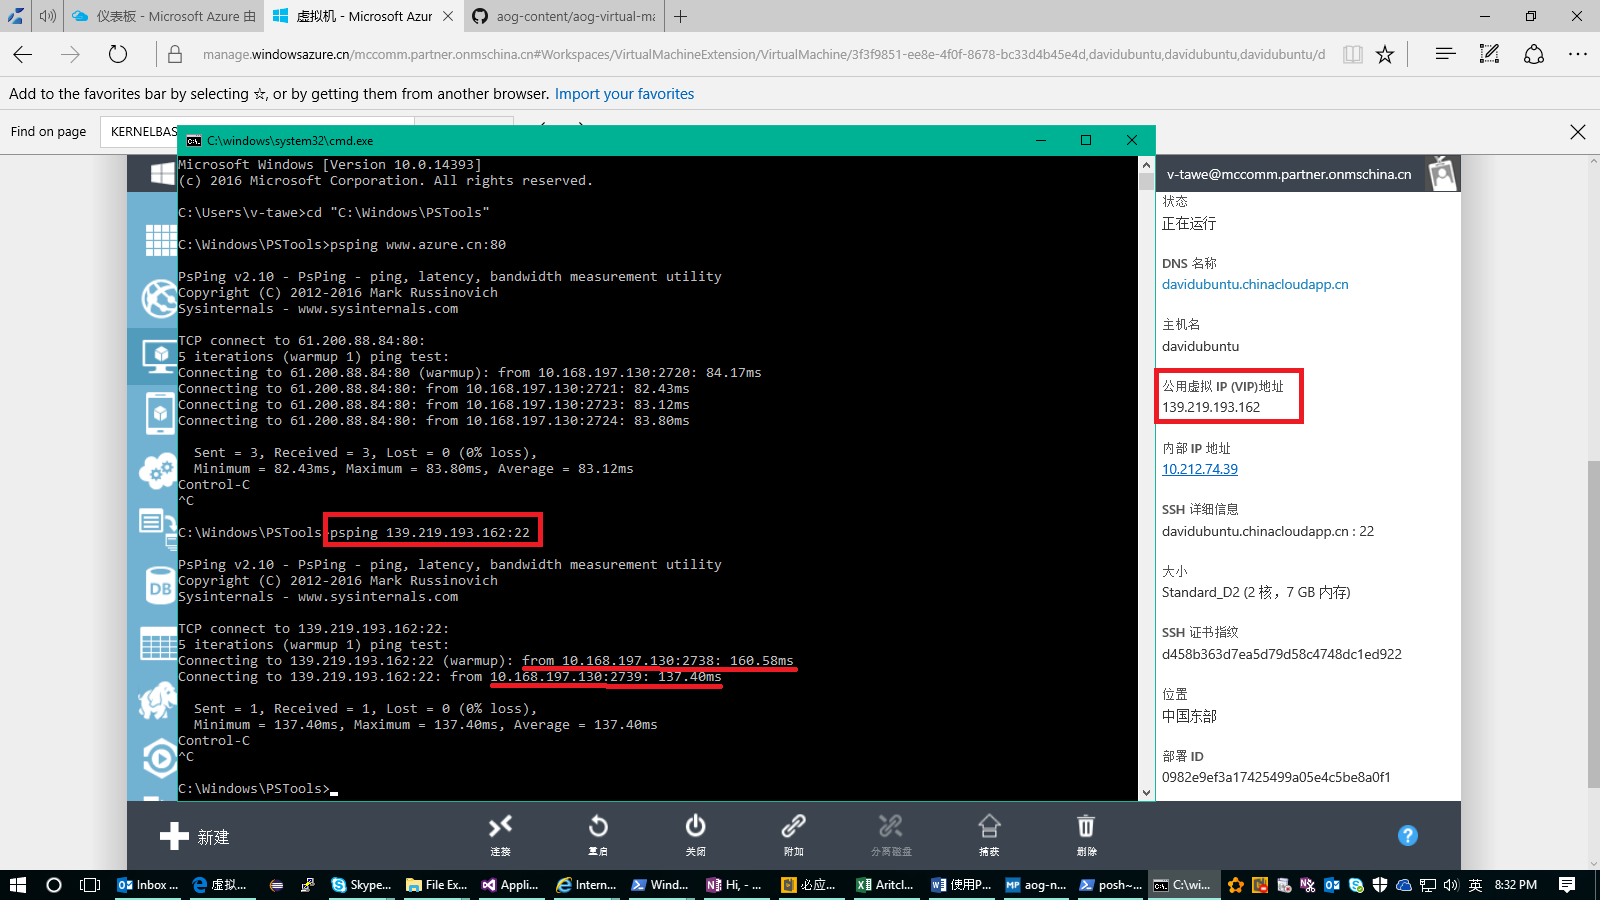 仪表板 - Microsoft Azure 由
虚拟机 - Microsoft Azur
aog-content/aog-virtual-ma
manage.windowsazure.cn/mccomm.partner.onmschina.cn#Workspaces/VirtualMachineExtension/VirtualMachine/3f3f9851-ee8e-4f0f-8678-bc33d4b45e4d,davidubuntu,davidubuntu,davidubuntu/d
Add to the favorites bar by selecting ☆, or by getting them from another browser. Import your favorites
Find on page
KERNELBAS
C:\windows\system32\cmd.exe
Microsoft Windows [Version 10.0.14393]
(c) 2016 Microsoft Corporation. All rights reserved.
C:\Users\v-tawe>cd "C:\Windows\PSTools"
C:\Windows\PSTools>psping www.azure.cn:80
PsPing v2.10 - PsPing - ping, latency, bandwidth measurement utility
Copyright (C) 2012-2016 Mark Russinovich
Sysinternals - www.sysinternals.com
TCP connect to 61.200.88.84:80:
5 iterations (warmup 1) ping test:
Connecting to 61.200.88.84:80 (warmup): from 10.168.197.130:2720: 84.17ms
Connecting to 61.200.88.84:80: from 10.168.197.130:2721: 82.43ms
Connecting to 61.200.88.84:80: from 10.168.197.130:2723: 83.12ms
Connecting to 61.200.88.84:80: from 10.168.197.130:2724: 83.80ms
Sent = 3, Received = 3, Lost = 0 (0% loss),
Minimum = 82.43ms, Maximum = 83.80ms, Average = 83.12ms
Control-C
^C
C:\Windows\PSTools>psping 139.219.193.162:22
PsPing v2.10 - PsPing - ping, latency, bandwidth measurement utility
Copyright (C) 2012-2016 Mark Russinovich
Sysinternals - www.sysinternals.com
TCP connect to 139.219.193.162:22:
5 iterations (warmup 1) ping test:
Connecting to 139.219.193.162:22 (warmup): from 10.168.197.130:2738: 160.58ms
Connecting to 139.219.193.162:22: from 10.168.197.130:2739: 137.40ms
Sent = 1, Received = 1, Lost = 0 (0% loss),
Minimum = 137.40ms, Maximum = 137.40ms, Average = 137.40ms
Control-C
^C
C:\Windows\PSTools>
v-tawe@mccomm.partner.onmschina.cn
状态
正在运行
DNS 名称
davidubuntu.chinacloudapp.cn
主机名
davidubuntu
公用虚拟 IP (VIP)地址
139.219.193.162
内部 IP 地址
10.212.74.39
SSH 详细信息
davidubuntu.chinacloudapp.cn : 22
大小
Standard_D2 (2 核，7 GB 内存)
SSH 证书指纹
d458b363d7ea5d79d58c4748dc1ed922
位置
中国东部
部署 ID
0982e9ef3a17425499a05e4c5be8a0f1
DB
新建
连接
重启
关闭
附加
分离磁盘
捕获
删除
?
Inbox ...
虚拟...
Skype...
File Ex...
Appli...
Intern...
Wind...
Hi, - ...
必应...
Aritcl...
使用P...
aog-n...
posh~...
C:\wi...
英
8:32 PM